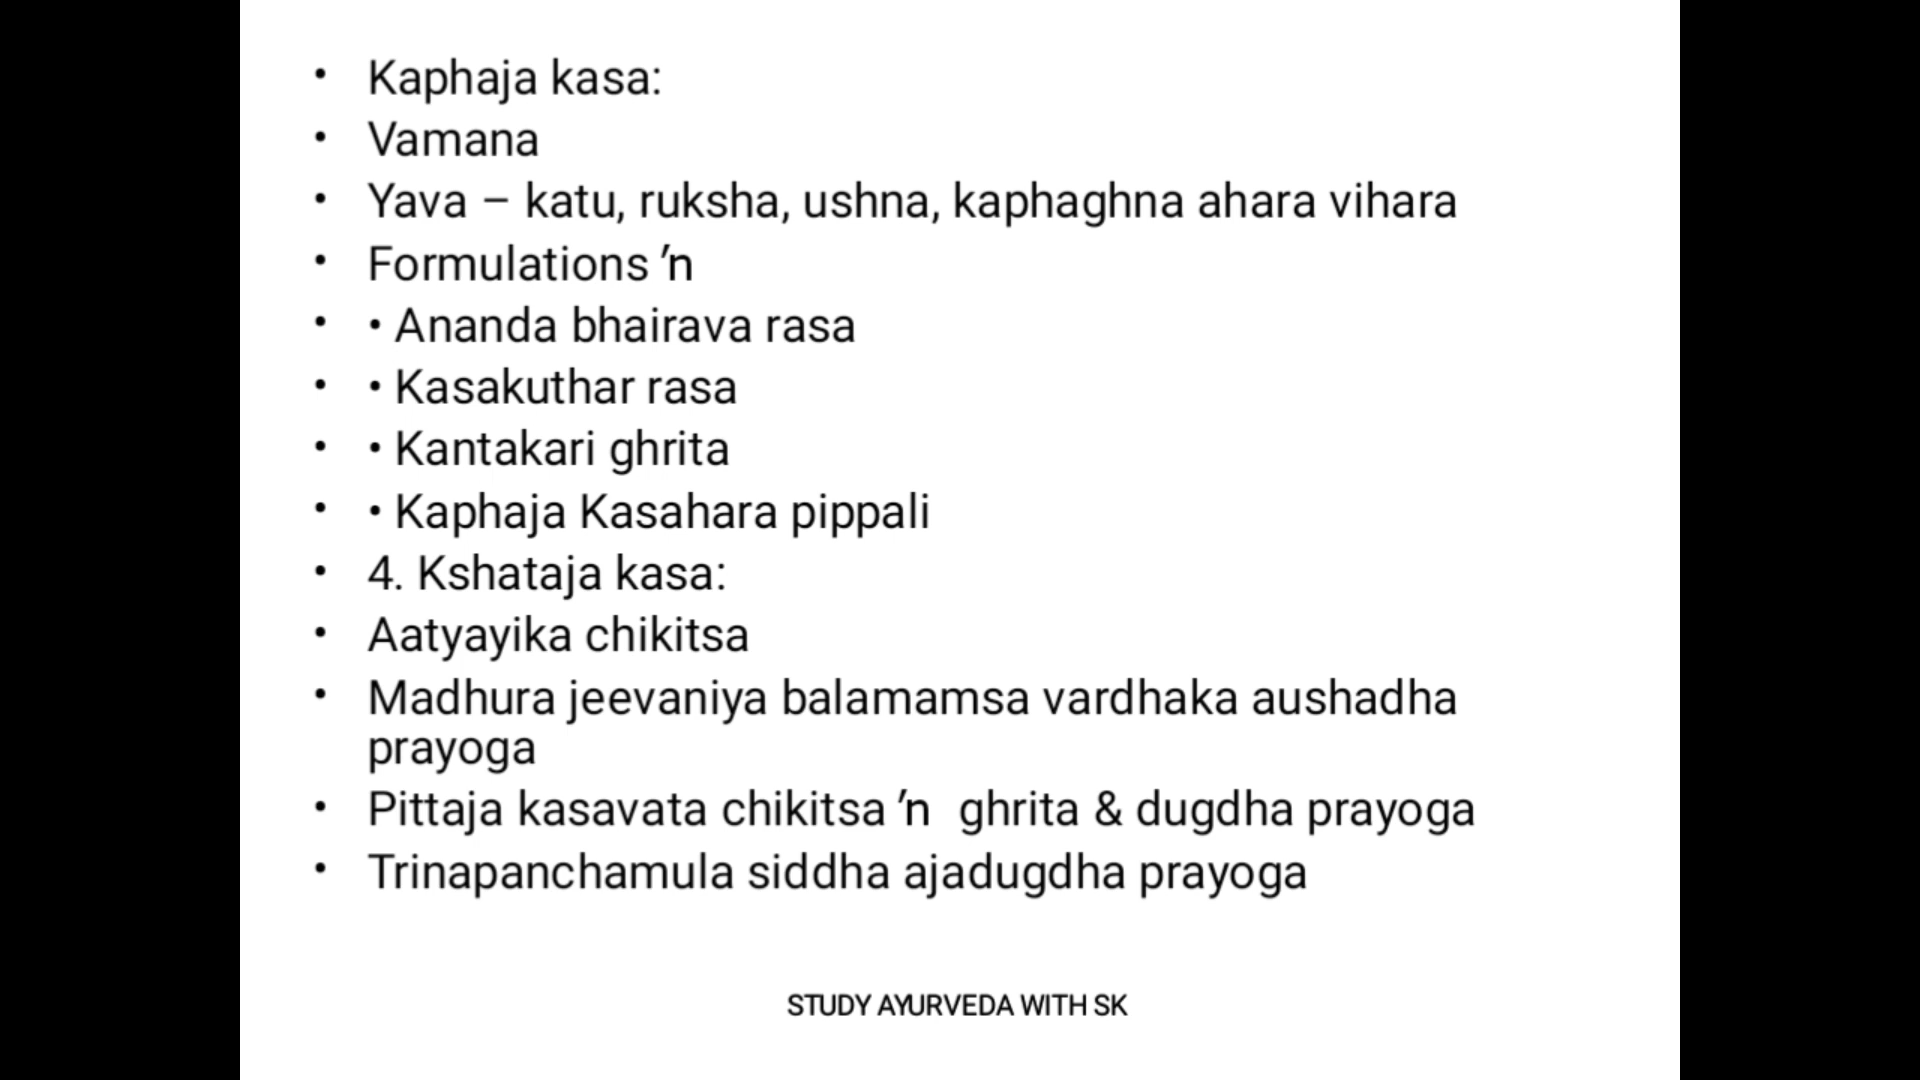 • Kaphaja kasa:
• Vamana
• Yava – katu, ruksha, ushna, kaphaghna ahara vihara
• Formulations ’n
• • Ananda bhairava rasa
• • Kasakuthar rasa
• • Kantakari ghrita
• • Kaphaja Kasahara pippali
• 4. Kshataja kasa:
• Aatyayika chikitsa
• Madhura jeevaniya balamamsa vardhaka aushadha
prayoga
• Pittaja kasavata chikitsa ’n ghrita & dugdha prayoga
• Trinapanchamula siddha ajadugdha prayoga
STUDY AYURVEDA WITH SK